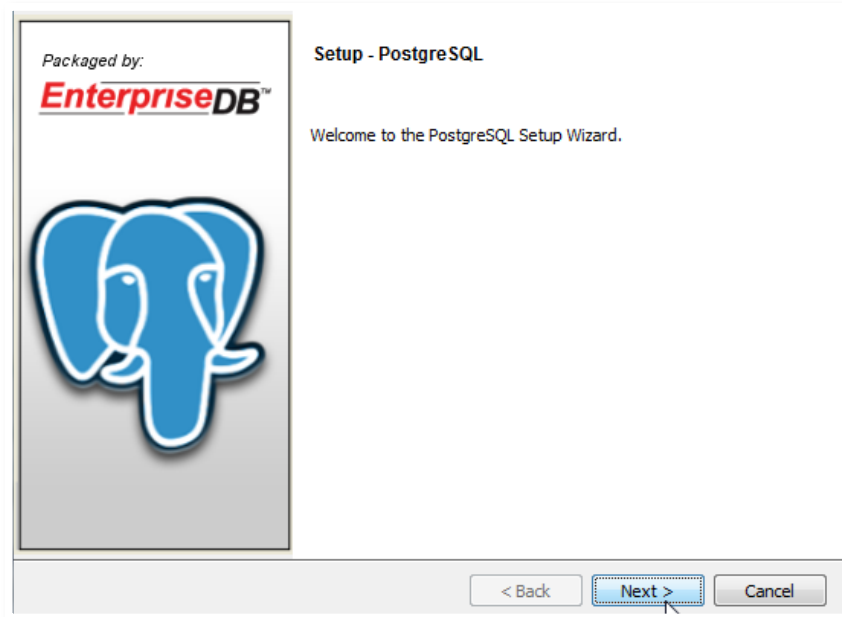 Packaged by:
EnterpriseDB™
Setup - PostgreSQL
Welcome to the PostgreSQL Setup Wizard.
< Back
Next >
Cancel